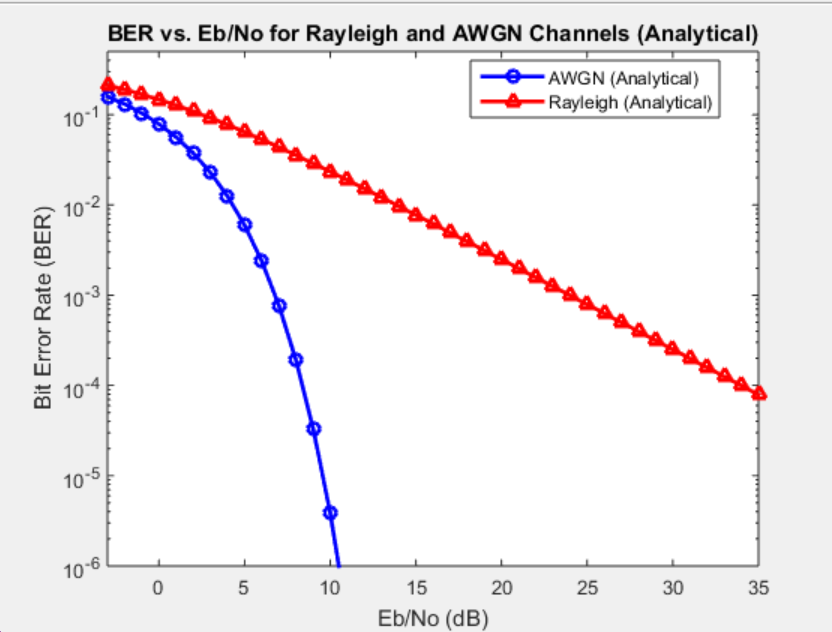 BER vs. Eb/No for Rayleigh and AWGN Channels (Analytical)
AWGN (Analytical)
Rayleigh (Analytical)
10^-1
10^-2
10^-3
10^-4
10^-5
10^-6
Bit Error Rate (BER)
0 5 10 15 20 25 30 35
Eb/No (dB)